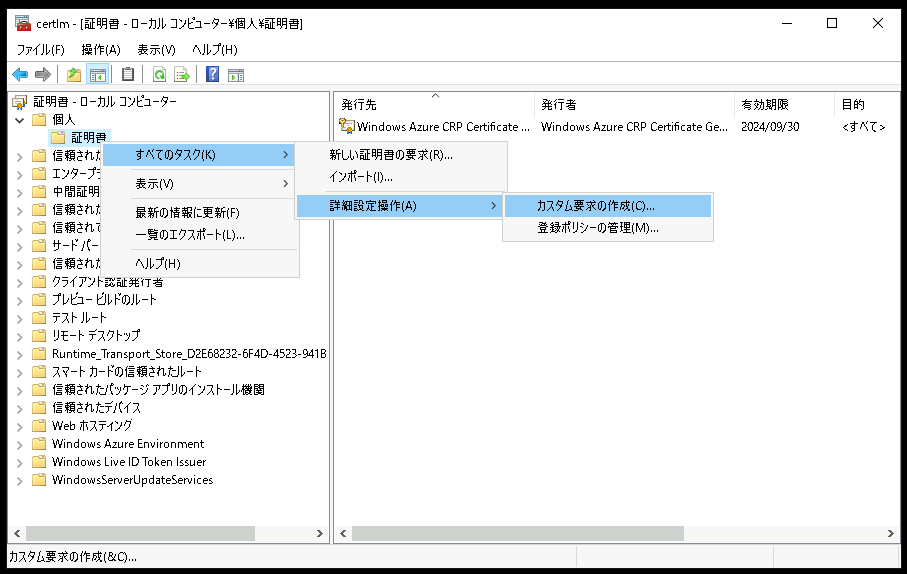 certlm - [証明書 - ローカル コンピューター¥個人¥証明書]
ファイル(F) 操作(A) 表示(V) ヘルプ(H)
証明書 - ローカル コンピューター
個人
証明書
信頼された
エンタープラ
中間証明
信頼された
信頼されて
サード パー
信頼された
クライアント認証発行者
プレビュー ビルドのルート
テスト ルート
リモート デスクトップ
Runtime_Transport_Store_D2E68232-6F4D-4523-941B
スマート カードの信頼されたルート
信頼されたパッケージ アプリのインストール機関
信頼されたデバイス
Web ホスティング
Windows Azure Environment
Windows Live ID Token Issuer
WindowsServerUpdateServices
すべてのタスク(K)
表示(V)
最新の情報に更新(F)
一覧のエクスポート(L)...
ヘルプ(H)
新しい証明書の要求(R)...
インポート(I)...
詳細設定操作(A)
カスタム要求の作成(C)...
登録ポリシーの管理(M)...
発行先 発行者 有効期限 目的
Windows Azure CRP Certificate ... Windows Azure CRP Certificate Ge... 2024/09/30 <すべて>
カスタム要求の作成(&C)...